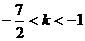 -7/2 < k < -1